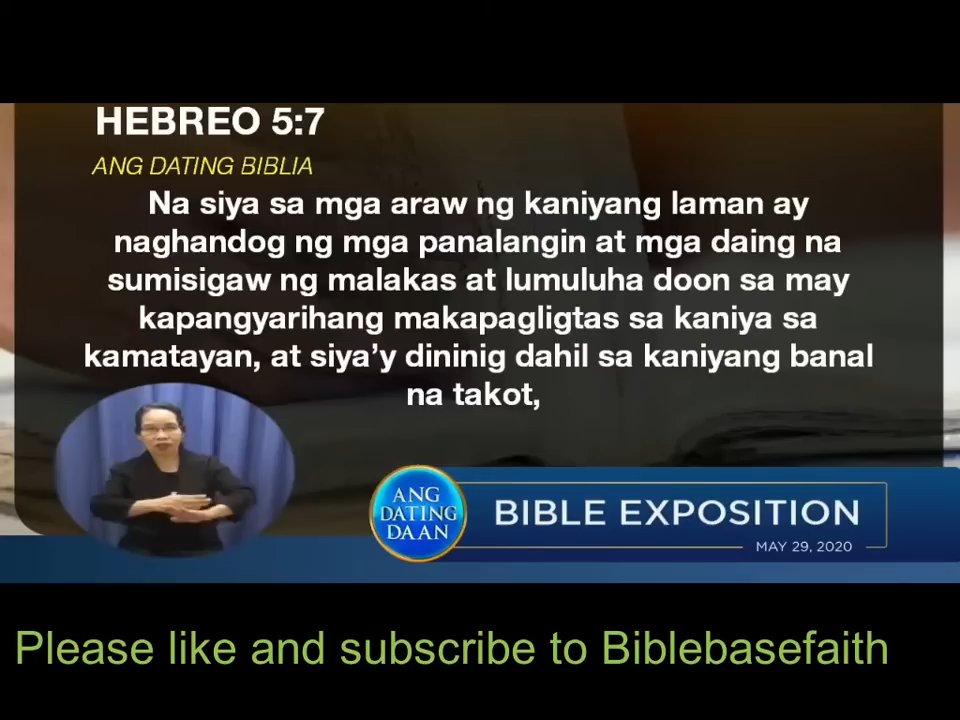 HEBREO 5:7
ANG DATING BIBLIA
Na siya sa mga araw ng kaniyang laman ay
naghandog ng mga panalangin at mga daing na
sumisigaw ng malakas at lumuluha doon sa may
kapangyarihang makapagligtas sa kaniya sa
kamatayan, at siya’y dininig dahil sa kaniyang banal
na takot,
ANG
DATING
DAAN
BIBLE EXPOSITION
MAY 29, 2020
Please like and subscribe to Biblebasefaith